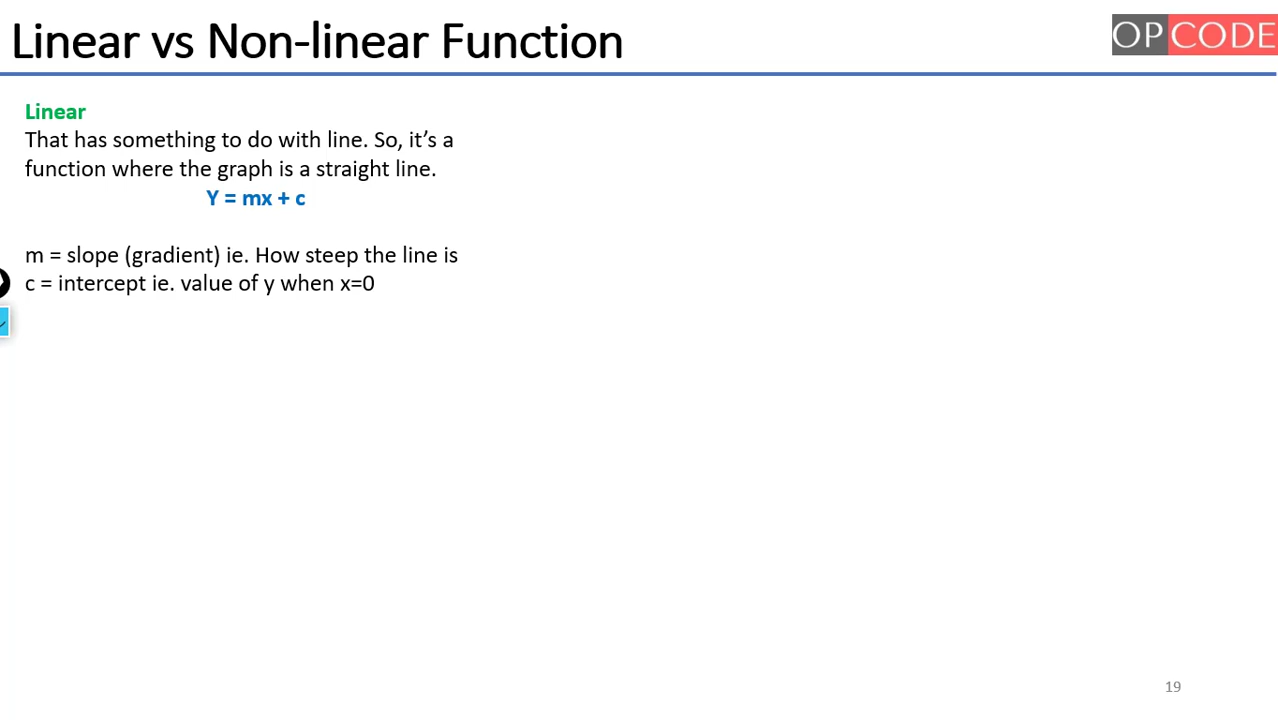 Linear vs Non-linear Function
OPCODE
Linear
That has something to do with line. So, it’s a
function where the graph is a straight line.
Y = mx + c
m = slope (gradient) ie. How steep the line is
c = intercept ie. value of y when x=0
19